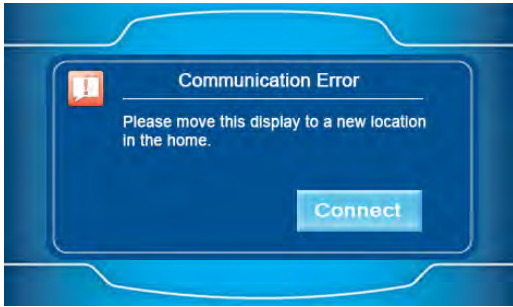 Communication Error
Please move this display to a new location
in the home.
Connect